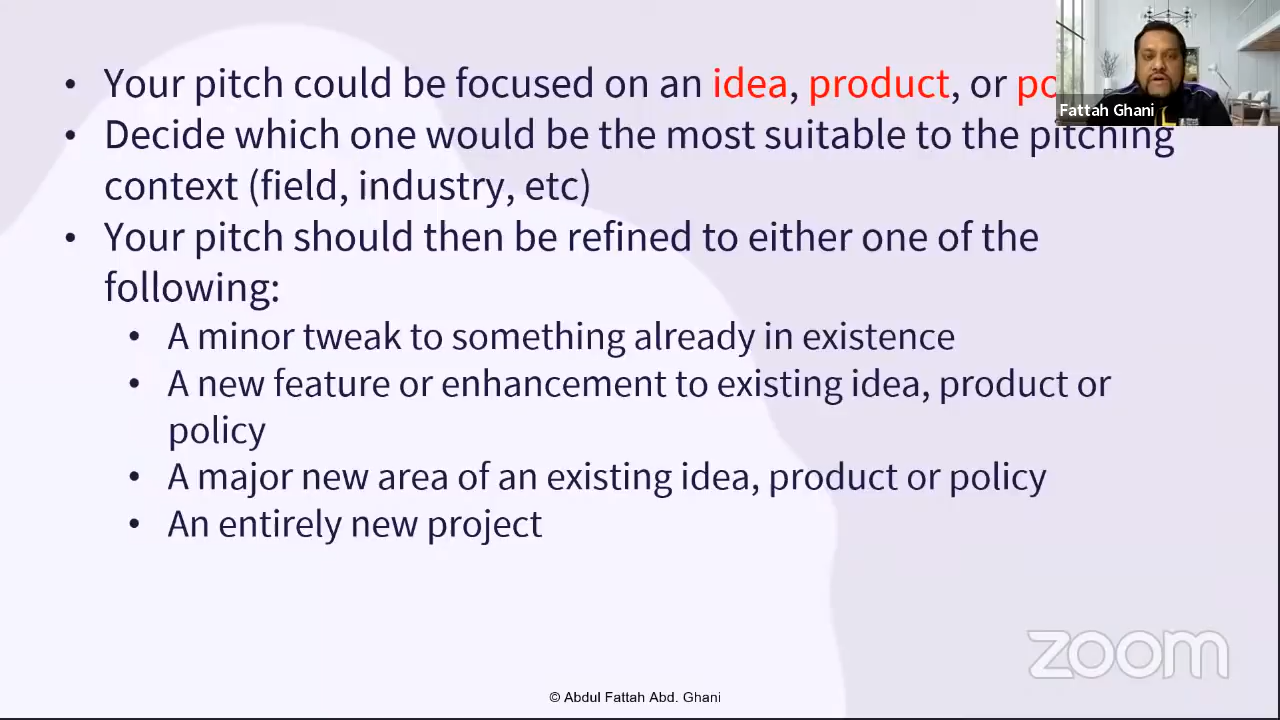 • Your pitch could be focused on an idea, product, or
Fattah Ghani
• Decide which one would be the most suitable to the pitching
context (field, industry, etc)
• Your pitch should then be refined to either one of the
following:
• A minor tweak to something already in existence
• A new feature or enhancement to existing idea, product or
policy
• A major new area of an existing idea, product or policy
• An entirely new project
zoom
© Abdul Fattah Abd. Ghani